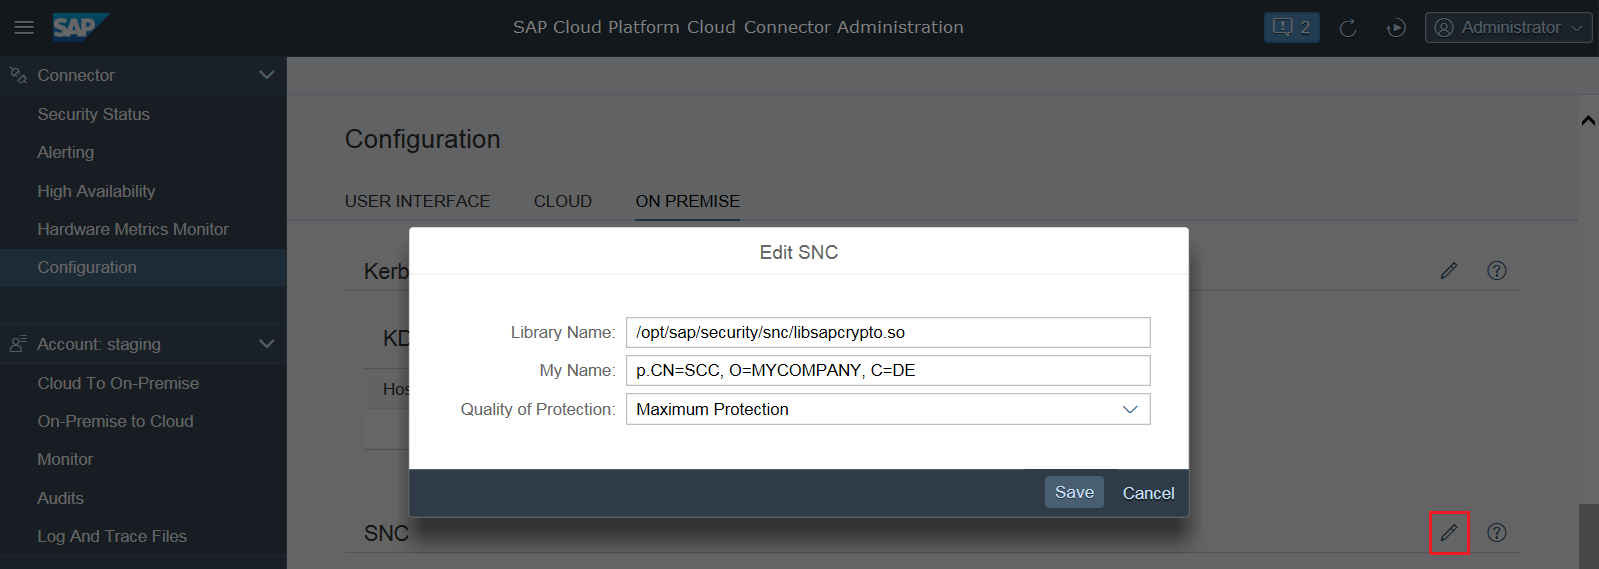 SAP
SAP Cloud Platform Cloud Connector Administration
2
Administrator
Connector
Security Status
Alerting
High Availability
Hardware Metrics Monitor
Configuration
Account: staging
Cloud To On-Premise
On-Premise to Cloud
Monitor
Audits
Log And Trace Files
Configuration
USER INTERFACE CLOUD ON PREMISE
Kerb
KD
Hos
Edit SNC
Library Name: /opt/sap/security/snc/libsapcrypto.so
My Name: p.CN=SCC, O=MYCOMPANY, C=DE
Quality of Protection: Maximum Protection
Save Cancel
SNC